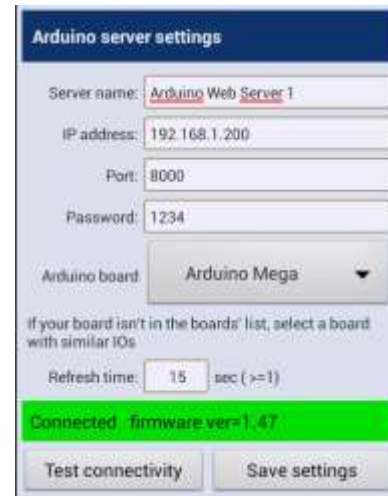 Arduino server settings
Server name: Arduino Web Server 1
IP address: 192.168.1.200
Port: 8000
Password: 1234
Arduino board Arduino Mega
If your board isn't in the boards' list, select a board
with similar IOs
Refresh time: 15 sec ( >=1)
Connected firmware ver=1.47
Test connectivity Save settings